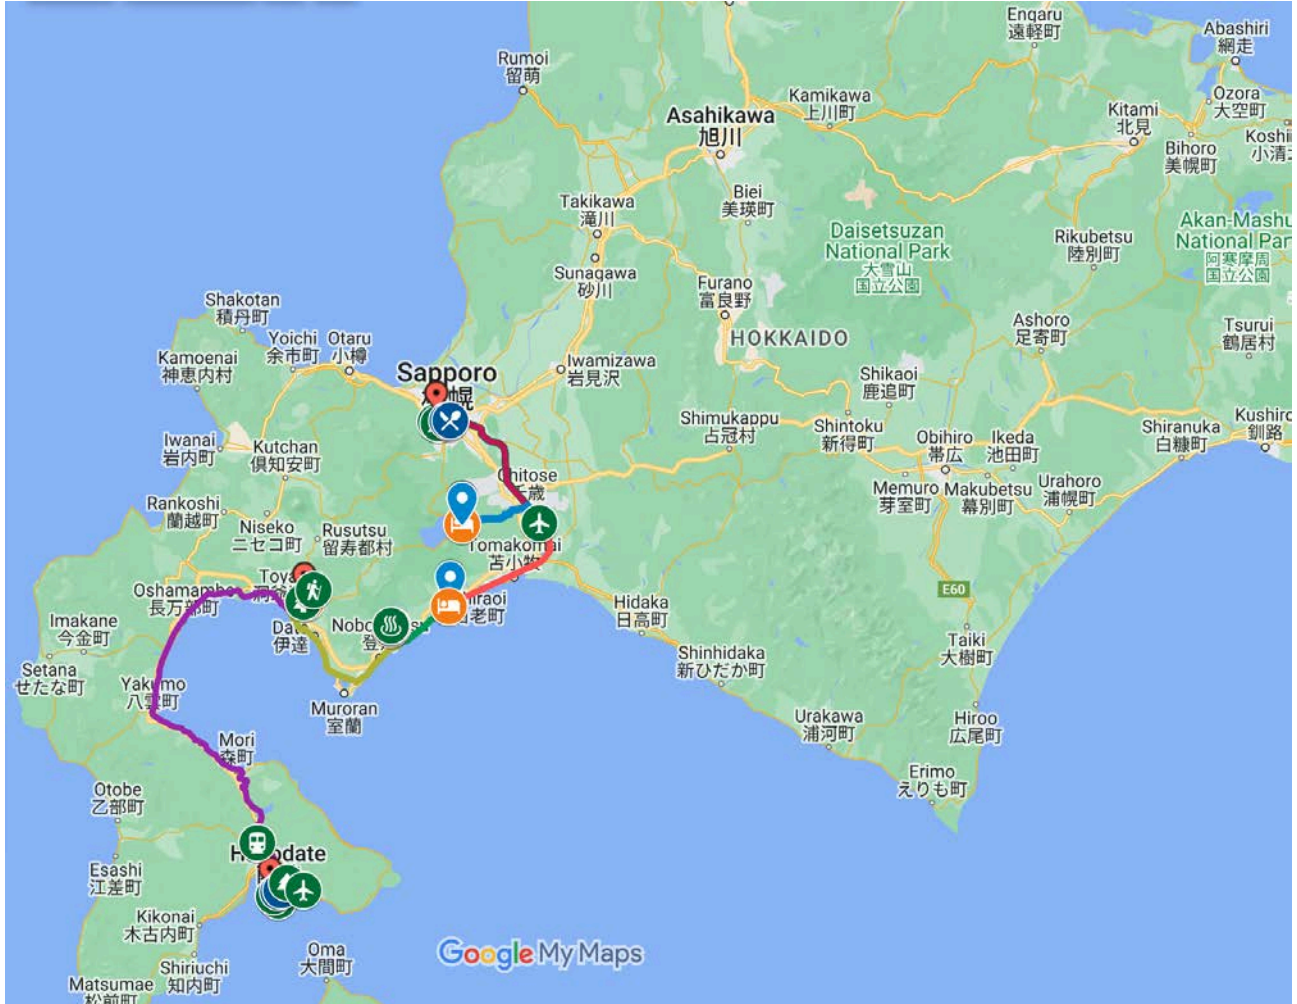 Engaru
遠軽町
Abashiri
網走
Rumoi
留萌
Kamikawa
上川町
Ozora
大空町
Kitami
北見
Asahikawa
旭川
Bihoro
美幌町
Biei
美瑛町
Takikawa
滝川
Daisetsuzan
National Park
大雪山
国立公園
Rikubetsu
陸別町
Akan-Mashu
国立公園
Sunagawa
砂川
Furano
富良野
Shakotan
積丹町
Yoichi
余市町
Otaru
小樽
HOKKAIDO
Ashoro
足寄町
Tsurui
鶴居村
Kamoenai
神恵内村
Iwamizawa
岩見沢
Sapporo
幌
Shikaoi
鹿追町
Shimukappu
占冠村
Shintoku
新得町
Obihiro
帯広
Ikeda
池田町
Shiranuka
白糠町
Kushiro
釧路
Iwanai
岩内町
Kutchan
倶知安町
Chitose
千歳
Memuro
芽室町
Makubetsu
幕別町
Urahoro
浦幌町
Rankoshi
蘭越町
Niseko
ニセコ町
Rusutsu
留寿都村
Tomakomai
苫小牧
Oshamambe
長万部町
E60
Hidaka
日高町
Imakane
今金町
伊達
Taiki
大樹町
Setana
せたな町
Yakumo
八雲町
Shinhidaka
新ひだか町
Muroran
室蘭
Urakawa
浦河町
Hiroo
広尾町
Mori
森町
Erimo
えりも町
Otobe
乙部町
Esashi
江差町
Kikonai
木古内町
Oma
大間町
Shiriuchi
知内町
Matsumae
松前町
Google My Maps